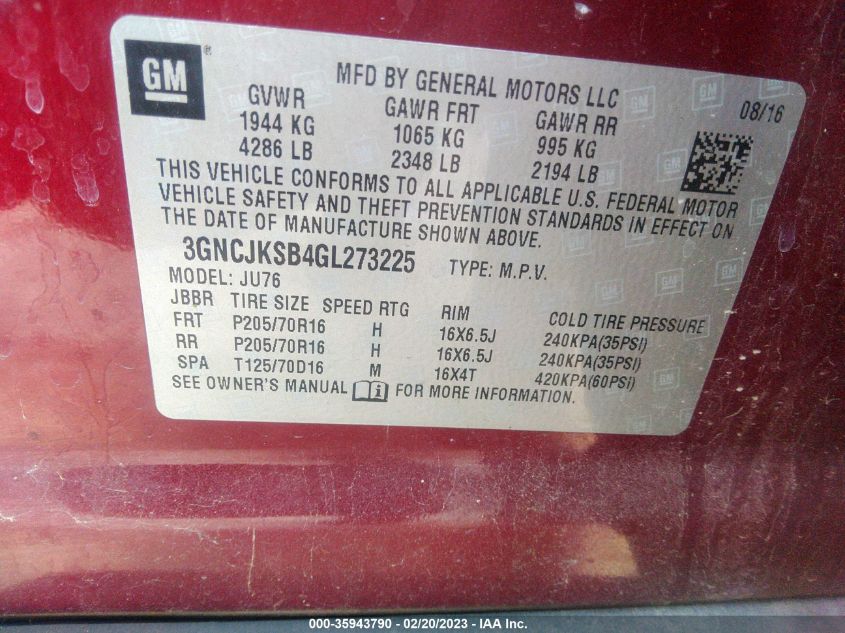 GM ®
MFD BY GENERAL MOTORS LLC
08/16
GVWR GAWR FRT GAWR RR
1944 KG 1065 KG 995 KG
4286 LB 2348 LB 2194 LB
THIS VEHICLE CONFORMS TO ALL APPLICABLE U.S. FEDERAL MOTOR
VEHICLE SAFETY AND THEFT PREVENTION STANDARDS IN EFFECT ON
THE DATE OF MANUFACTURE SHOWN ABOVE.
3GNCJKSB4GL273225 TYPE: M.P.V.
MODEL: JU76
JBBR TIRE SIZE SPEED RTG RIM COLD TIRE PRESSURE
FRT P205/70R16 H 16X6.5J 240KPA(35PSI)
RR P205/70R16 H 16X6.5J 240KPA(35PSI)
SPA T125/70D16 M 16X4T 420KPA(60PSI)
SEE OWNER'S MANUAL i FOR MORE INFORMATION.
000-35943790 - 02/20/2023 - IAA Inc.